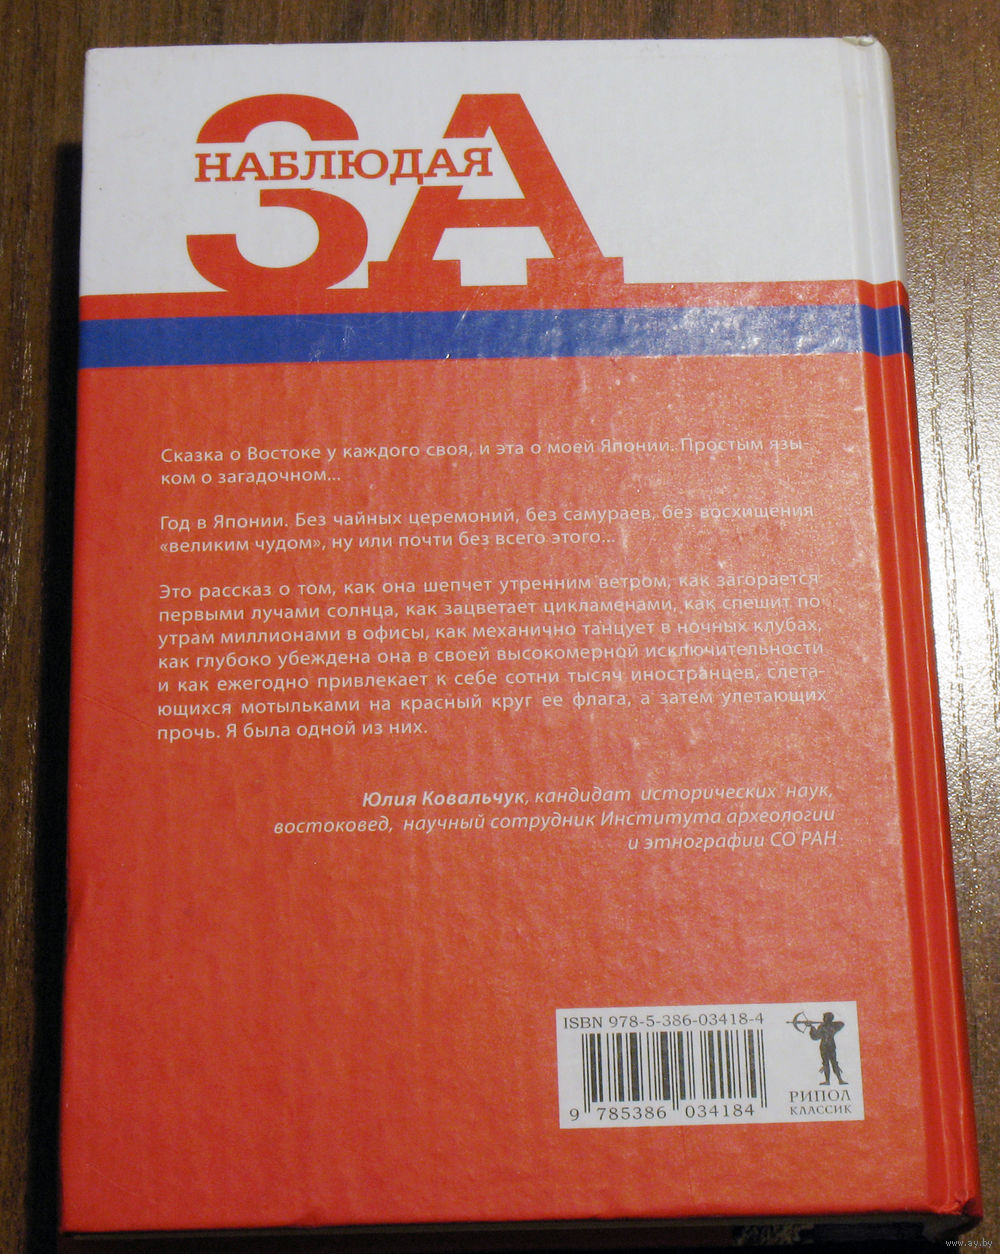 НАБЛЮДАЯ
ЗА
Сказка о Востоке у каждого своя, и эта о моей Японии. Простым язы-
ком о загадочном...
Год в Японии. Без чайных церемоний, без самураев, без восхищения
«великим чудом», ну или почти без всего этого...
Это рассказ о том, как она шепчет утренним ветром, как загорается
первыми лучами солнца, как зацветает цикламенами, как спешит по
утрам миллионами в офисы, как механично танцует в ночных клубах,
как глубоко убеждена она в своей высокомерной исключительности
и как ежегодно привлекает к себе сотни тысяч иностранцев, слета-
ющихся мотыльками на красный круг ее флага, а затем улетающих
прочь. Я была одной из них.
Юлия Ковальчук, кандидат исторических наук,
востоковед, научный сотрудник Института археологии
и этнографии СО РАН
ISBN 978-5-386-03418-4
9 785386 034184
РИПОЛ
КЛАССИК
www.ay.by